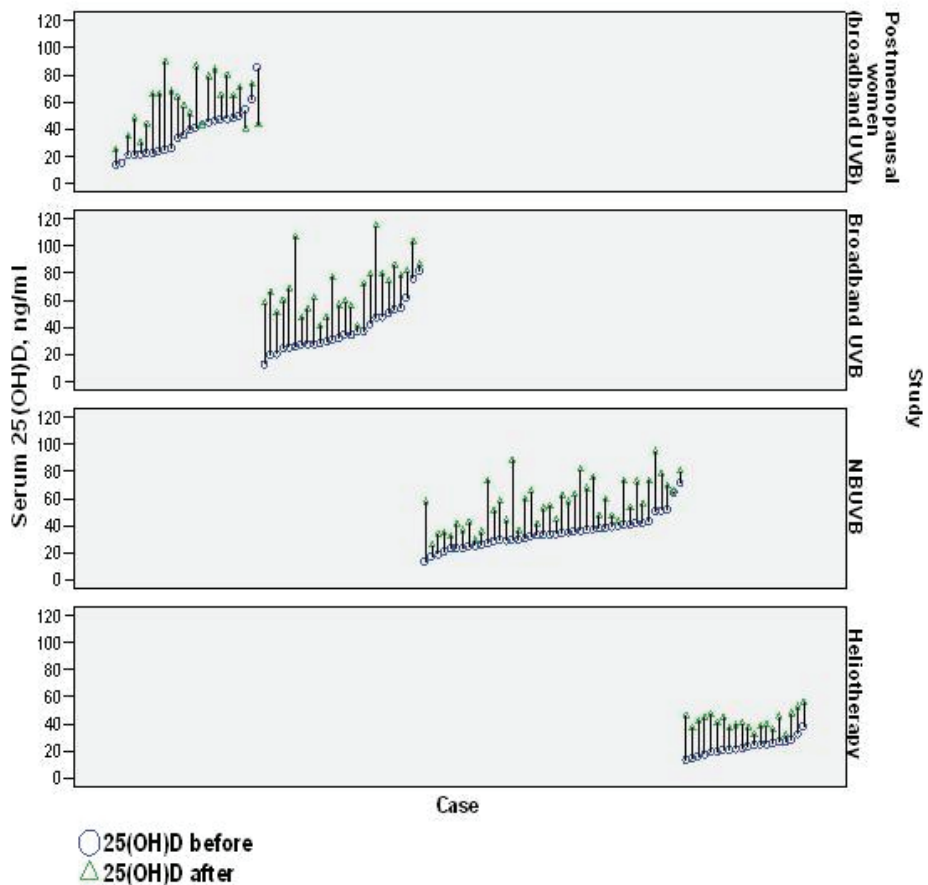 Serum 25(OH)D, ng/ml
120
100
80
60
40
20
0
Postmenopausal
women
(broadband UVB)
120
100
80
60
40
20
0
Broadband UVB
120
100
80
60
40
20
0
NBUVB
120
100
80
60
40
20
0
Heliotherapy
Study
Case
25(OH)D before
25(OH)D after